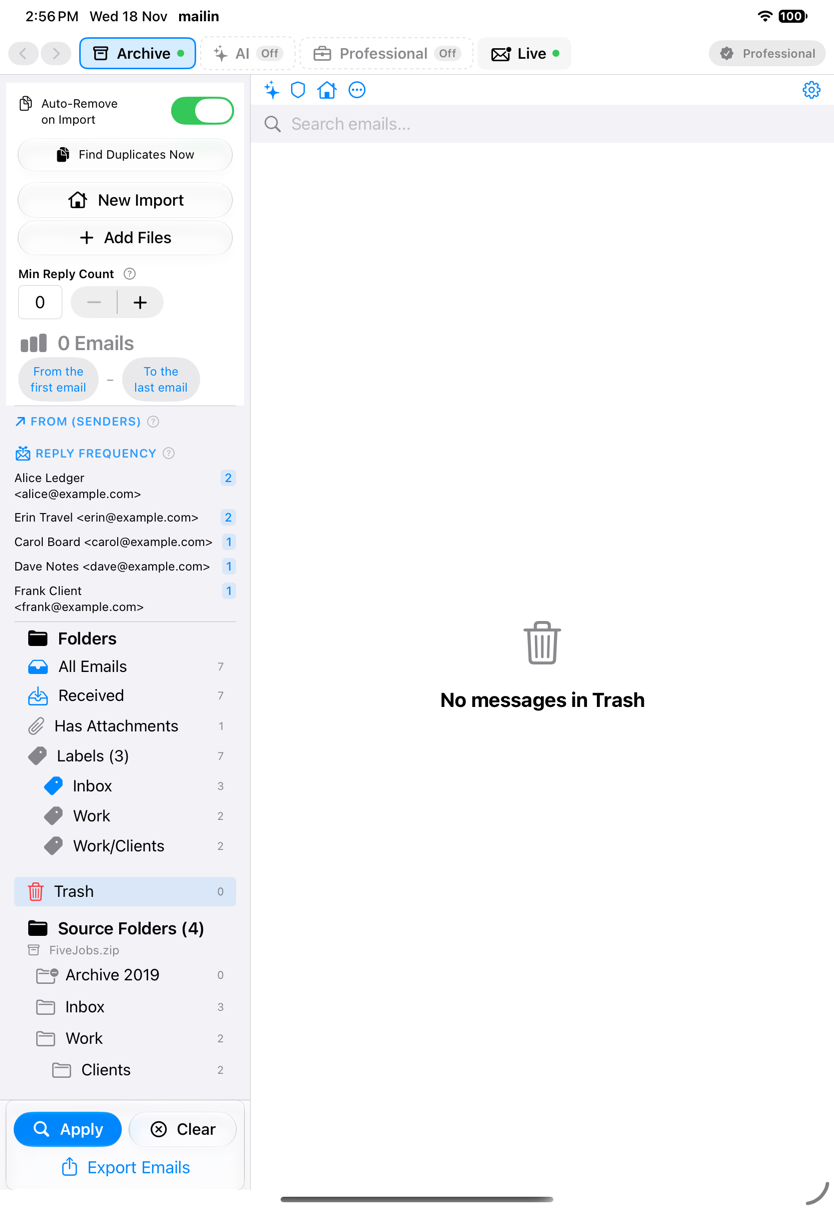 2:56 PM Wed 18 Nov mailin
100
Archive
AI Off
Professional Off
Live
Professional
Auto-Remove
on Import
Find Duplicates Now
New Import
+ Add Files
Min Reply Count ?
0 − +
0 Emails
From the
first email
–
To the
last email
FROM (SENDERS) ?
REPLY FREQUENCY ?
Alice Ledger 2
<alice@example.com>
Erin Travel <erin@example.com> 2
Carol Board <carol@example.com> 1
Dave Notes <dave@example.com> 1
Frank Client 1
<frank@example.com>
Folders
All Emails 7
Received 7
Has Attachments 1
Labels (3) 7
Inbox 3
Work 2
Work/Clients 2
Trash 0
Source Folders (4)
FiveJobs.zip
Archive 2019 0
Inbox 3
Work 2
Clients 2
Apply
Clear
Export Emails
Search emails...
No messages in Trash